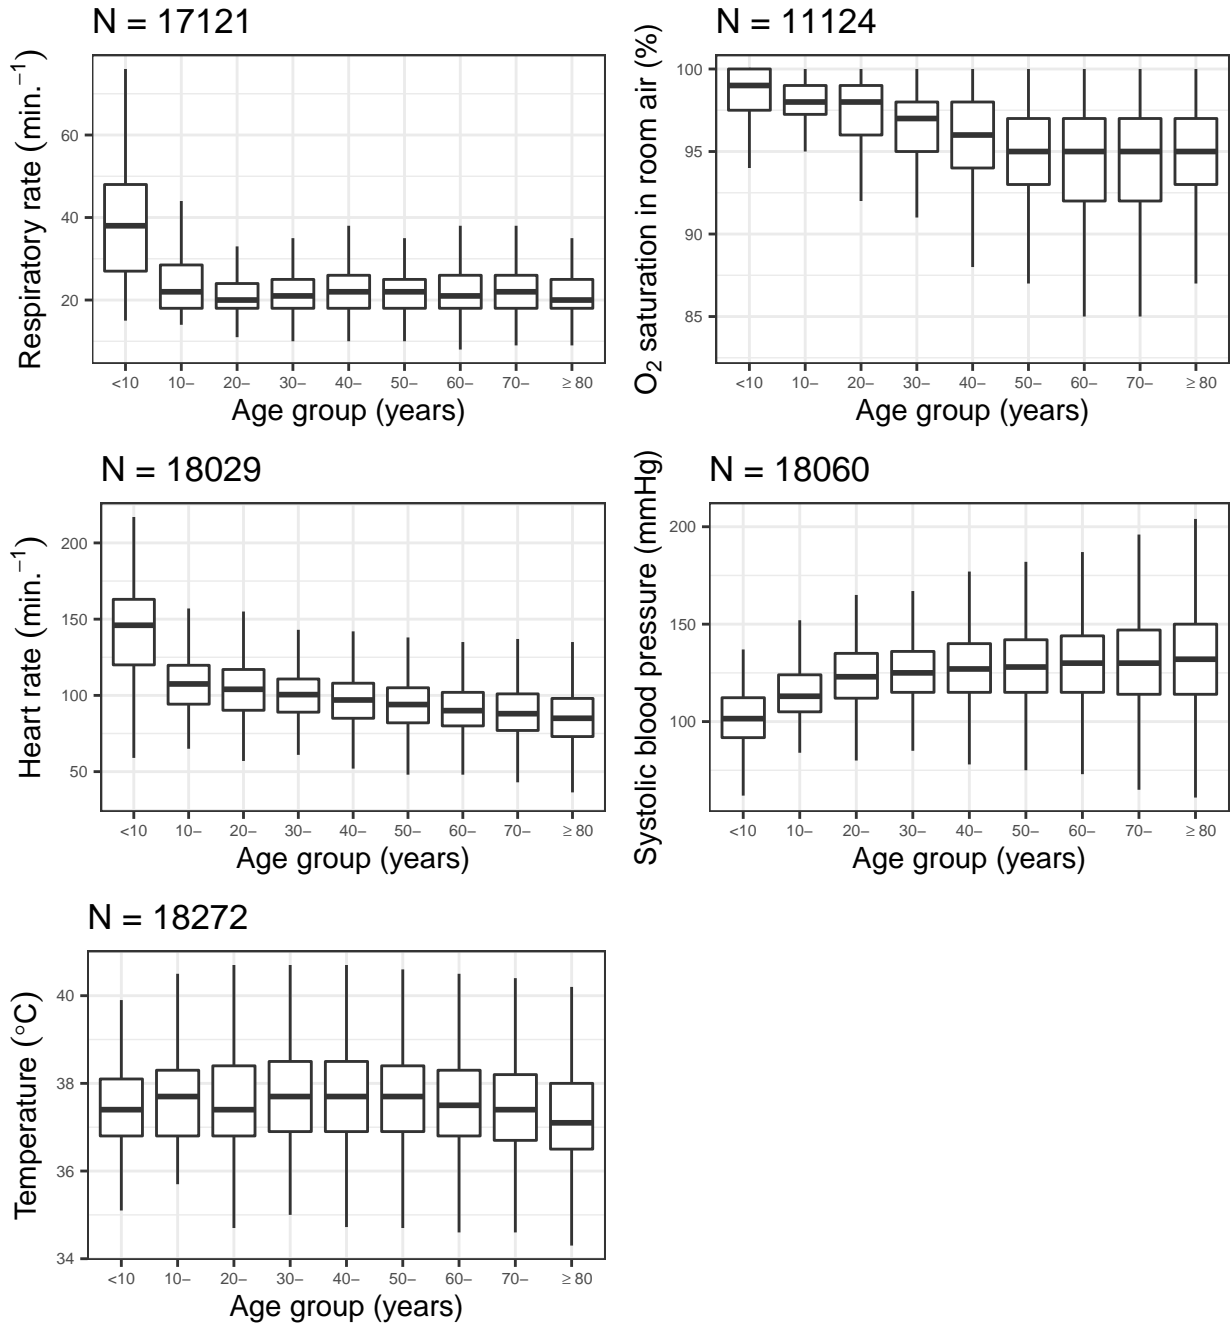 N = 17121
Respiratory rate (min.⁻¹)
60
40
20
<10 10− 20− 30− 40− 50− 60− 70− ≥ 80
Age group (years)
N = 11124
O₂ saturation in room air (%)
100
95
90
85
<10 10− 20− 30− 40− 50− 60− 70− ≥ 80
Age group (years)
N = 18029
Heart rate (min.⁻¹)
200
150
100
50
<10 10− 20− 30− 40− 50− 60− 70− ≥ 80
Age group (years)
N = 18060
Systolic blood pressure (mmHg)
200
150
100
<10 10− 20− 30− 40− 50− 60− 70− ≥ 80
Age group (years)
N = 18272
Temperature (°C)
40
38
36
34
<10 10− 20− 30− 40− 50− 60− 70− ≥ 80
Age group (years)